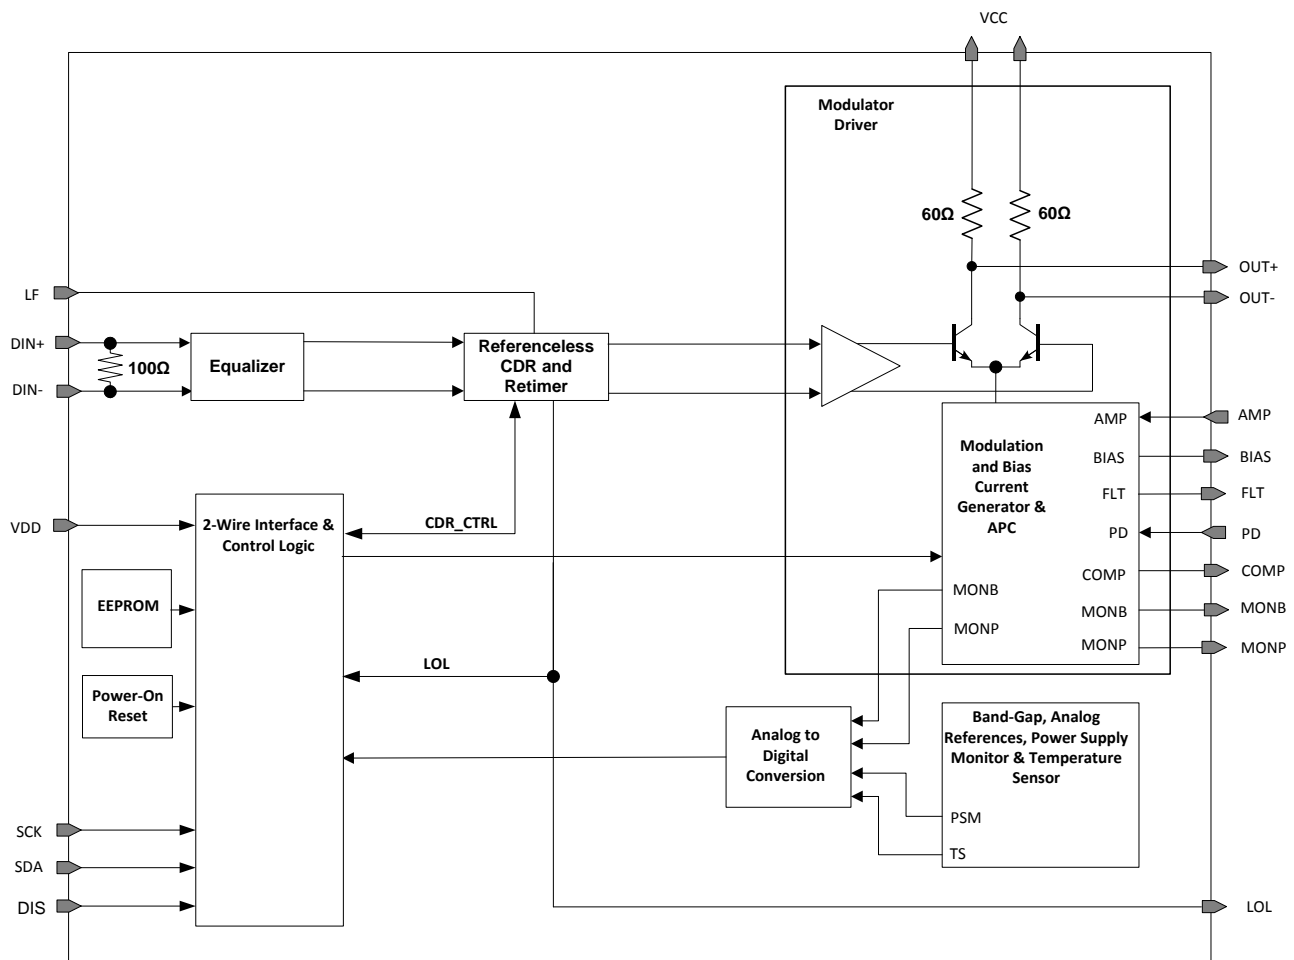 VCC
Modulator
Driver
60Ω
60Ω
OUT+
OUT-
LF
DIN+
DIN-
100Ω
Equalizer
Referenceless
CDR and
Retimer
AMP
BIAS
FLT
PD
COMP
MONB
MONP
Modulation
and Bias
Current
Generator &
APC
MONB
MONP
AMP
BIAS
FLT
PD
COMP
MONB
MONP
VDD
2-Wire Interface &
Control Logic
CDR_CTRL
EEPROM
LOL
Power-On
Reset
Analog to
Digital
Conversion
Band-Gap, Analog
References, Power Supply
Monitor & Temperature
Sensor
PSM
TS
SCK
SDA
DIS
LOL